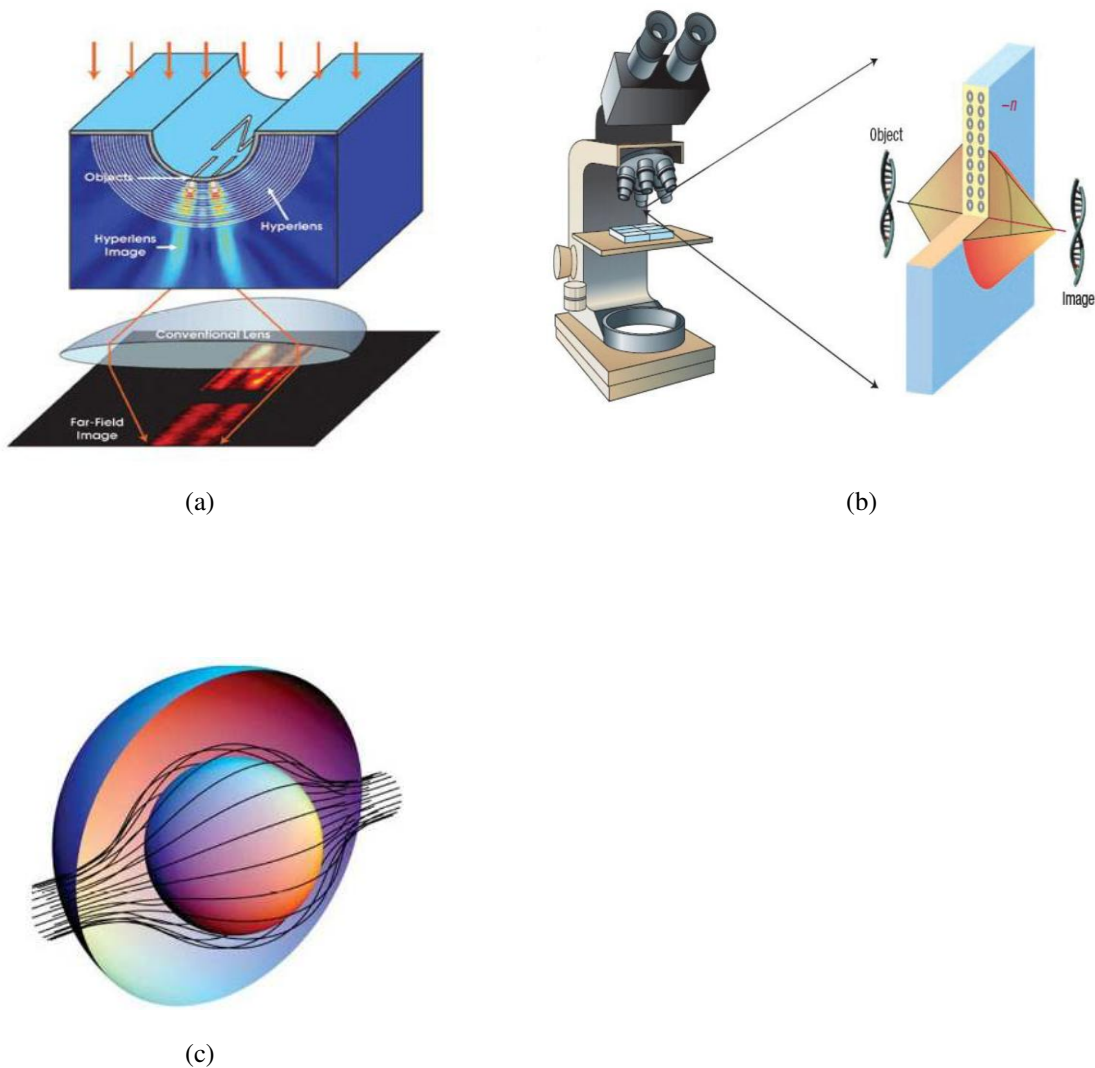 Objects
Hyperlens
Hyperlens
Image
Conventional Lens
Far-Field
Image
(a)
–n
Object
Image
(b)
(c)